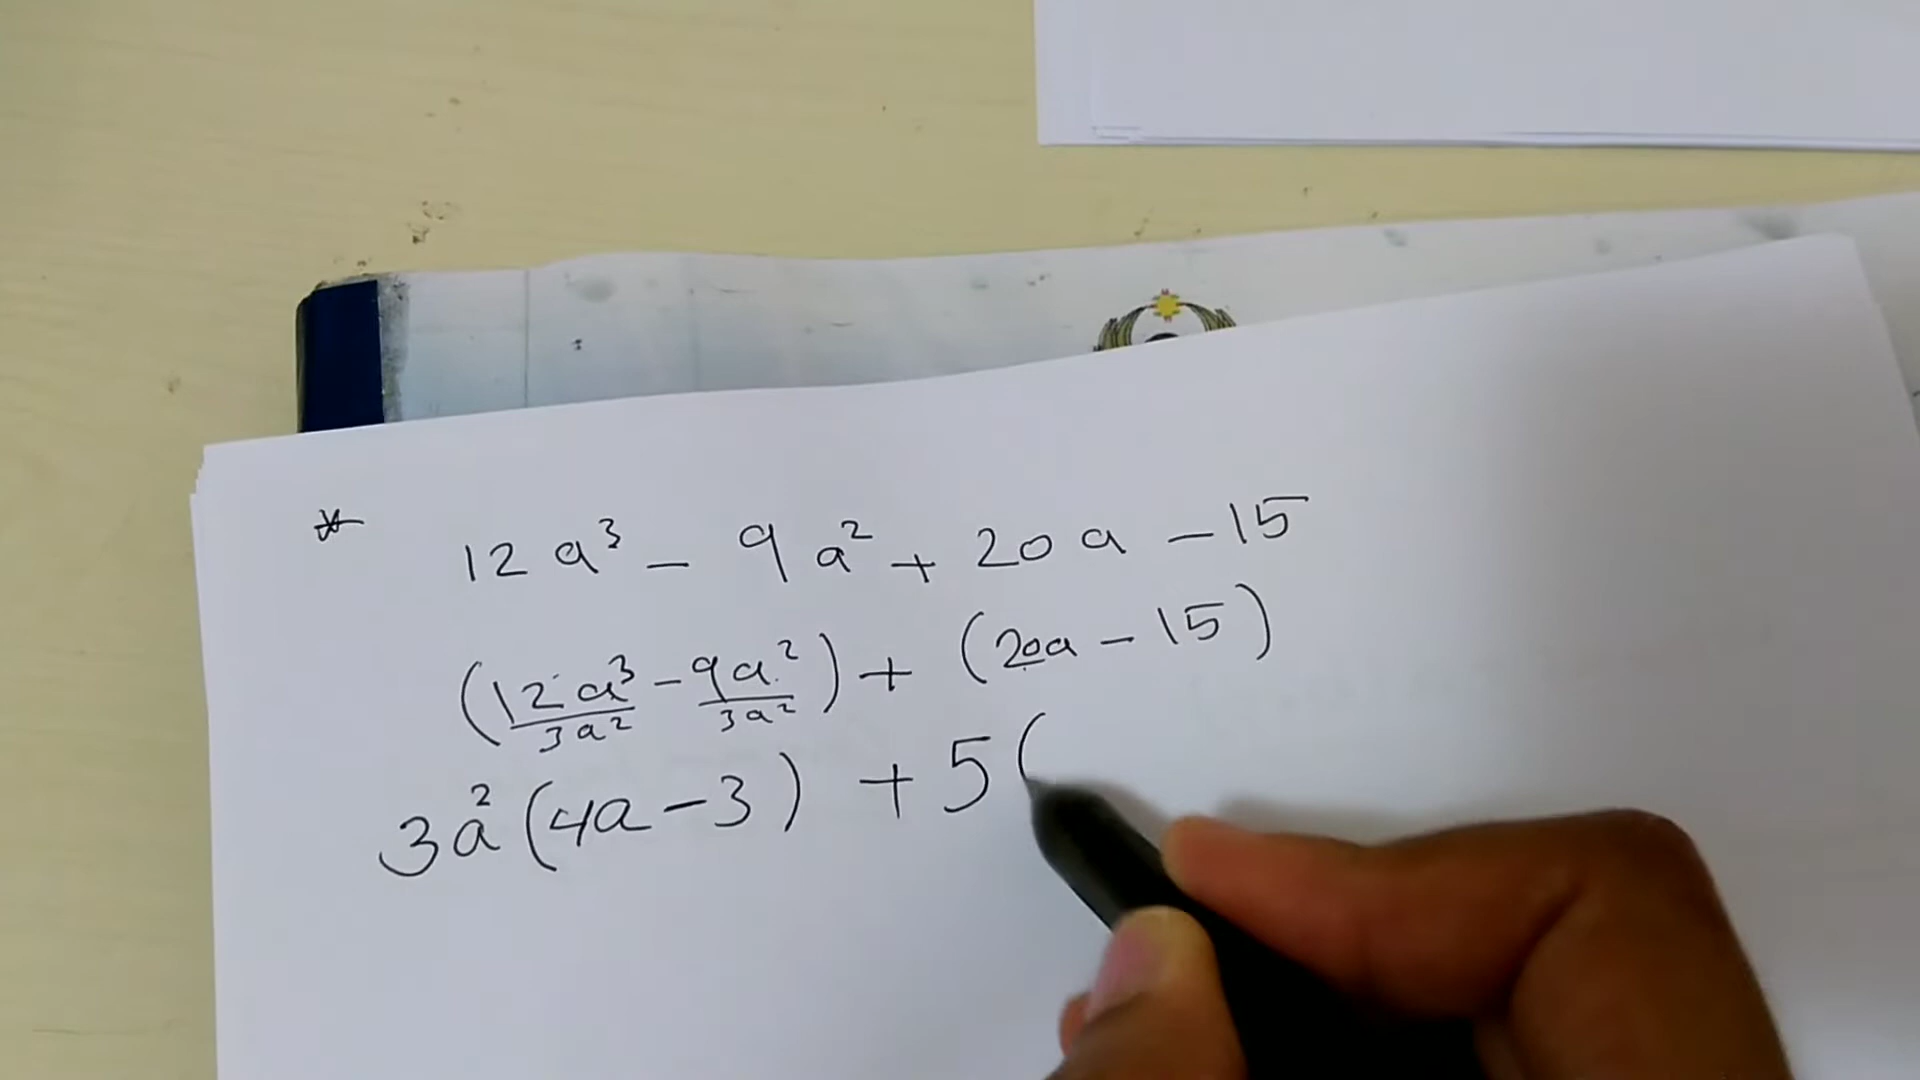 * 12a³ - 9a² + 20a - 15
(12a³/3a² - 9a²/3a²) + (20a - 15)
3a²(4a - 3) + 5(